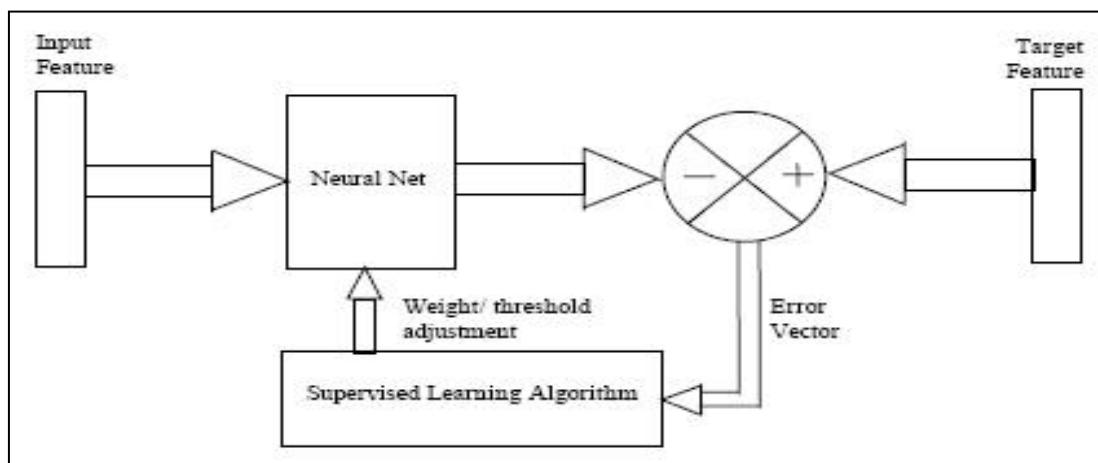 Input
Feature
Target
Feature
Neural Net
−
+
Weight/ threshold
adjustment
Error
Vector
Supervised Learning Algorithm